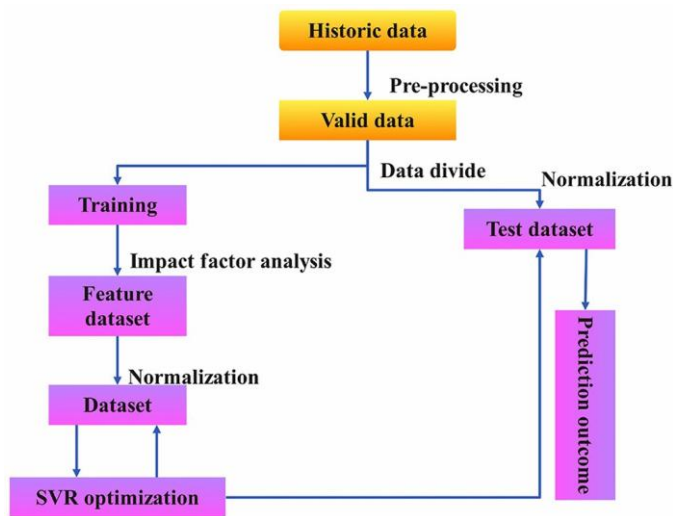 Historic data
Pre-processing
Valid data
Data divide
Normalization
Training
Test dataset
Impact factor analysis
Feature
dataset
Prediction outcome
Normalization
Dataset
SVR optimization